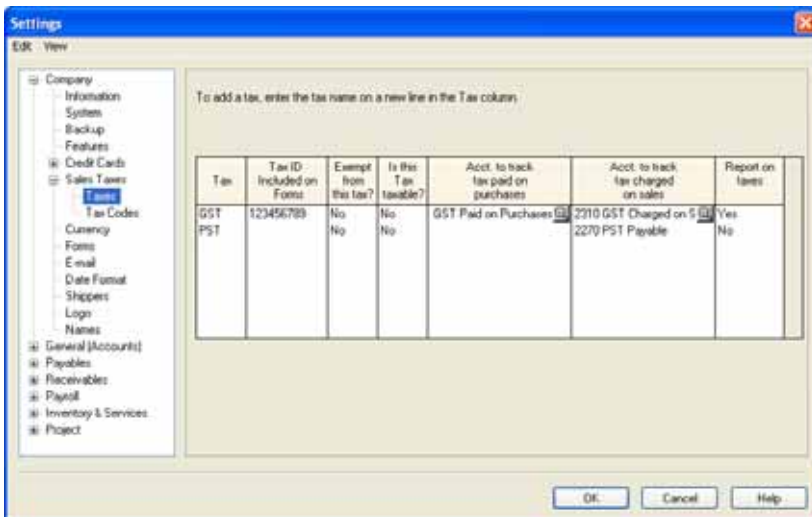 Settings
Edit View
Company
Information
System
Backup
Features
Credit Cards
Sales Taxes
Taxes
Tax Codes
Currency
Forms
E-mail
Date Format
Shippers
Logo
Names
General (Accounts)
Payables
Receivables
Payroll
Inventory & Services
Project
To add a tax, enter the tax name on a new line in the Tax column.
Tax
Tax ID
Included on
Forms
Exempt
from
this tax?
Is this
Tax
taxable?
Acct. to track
tax paid on
purchases
Acct. to track
tax charged
on sales
Report on
taxes
GST 123456789 No No GST Paid on Purchases 2310 GST Charged on S Yes
PST No No 2270 PST Payable No
OK Cancel Help